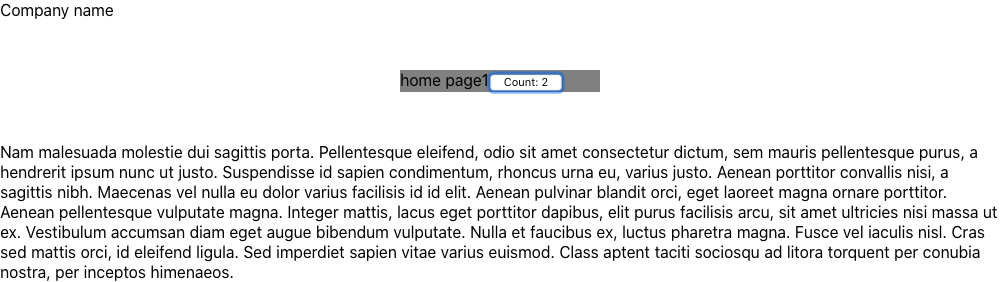 Company name
home page1 Count: 2
Nam malesuada molestie dui sagittis porta. Pellentesque eleifend, odio sit amet consectetur dictum, sem mauris pellentesque purus, a
hendrerit ipsum nunc ut justo. Suspendisse id sapien condimentum, rhoncus urna eu, varius justo. Aenean porttitor convallis nisi, a
sagittis nibh. Maecenas vel nulla eu dolor varius facilisis id id elit. Aenean pulvinar blandit orci, eget laoreet magna ornare porttitor.
Aenean pellentesque vulputate magna. Integer mattis, lacus eget porttitor dapibus, elit purus facilisis arcu, sit amet ultricies nisi massa ut
ex. Vestibulum accumsan diam eget augue bibendum vulputate. Nulla et faucibus ex, luctus pharetra magna. Fusce vel iaculis nisl. Cras
sed mattis orci, id eleifend ligula. Sed imperdiet sapien vitae varius euismod. Class aptent taciti sociosqu ad litora torquent per conubia
nostra, per inceptos himenaeos.